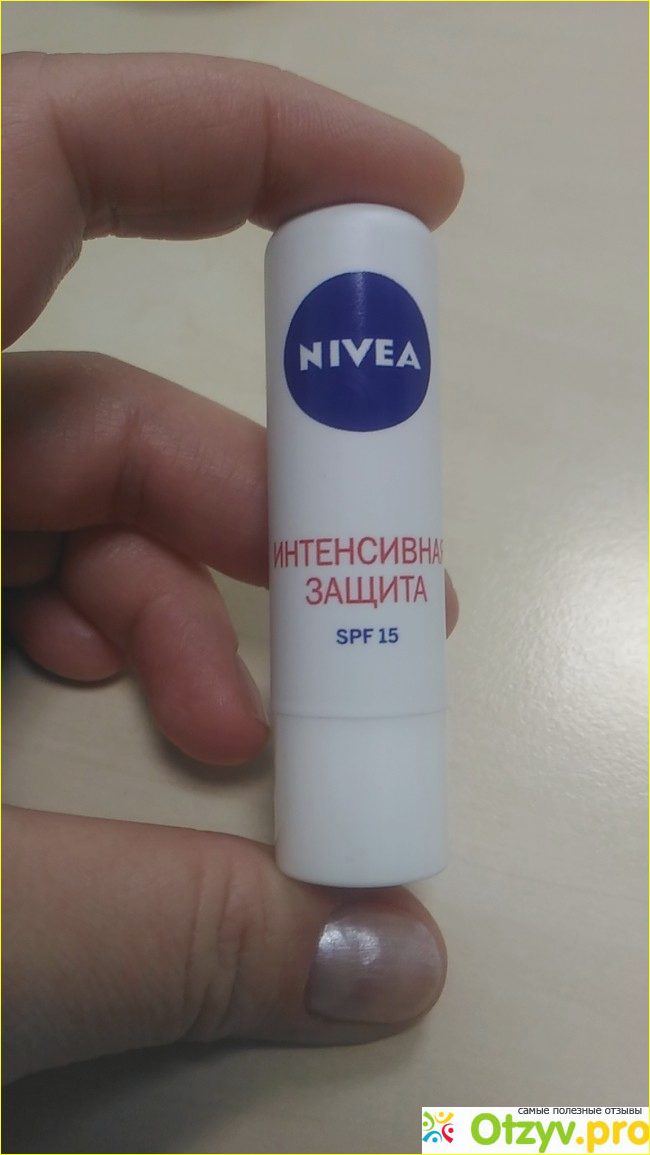 NIVEA
ИНТЕНСИВНАЯ
ЗАЩИТА
SPF 15
самые полезные отзывы
Otzyv.pro